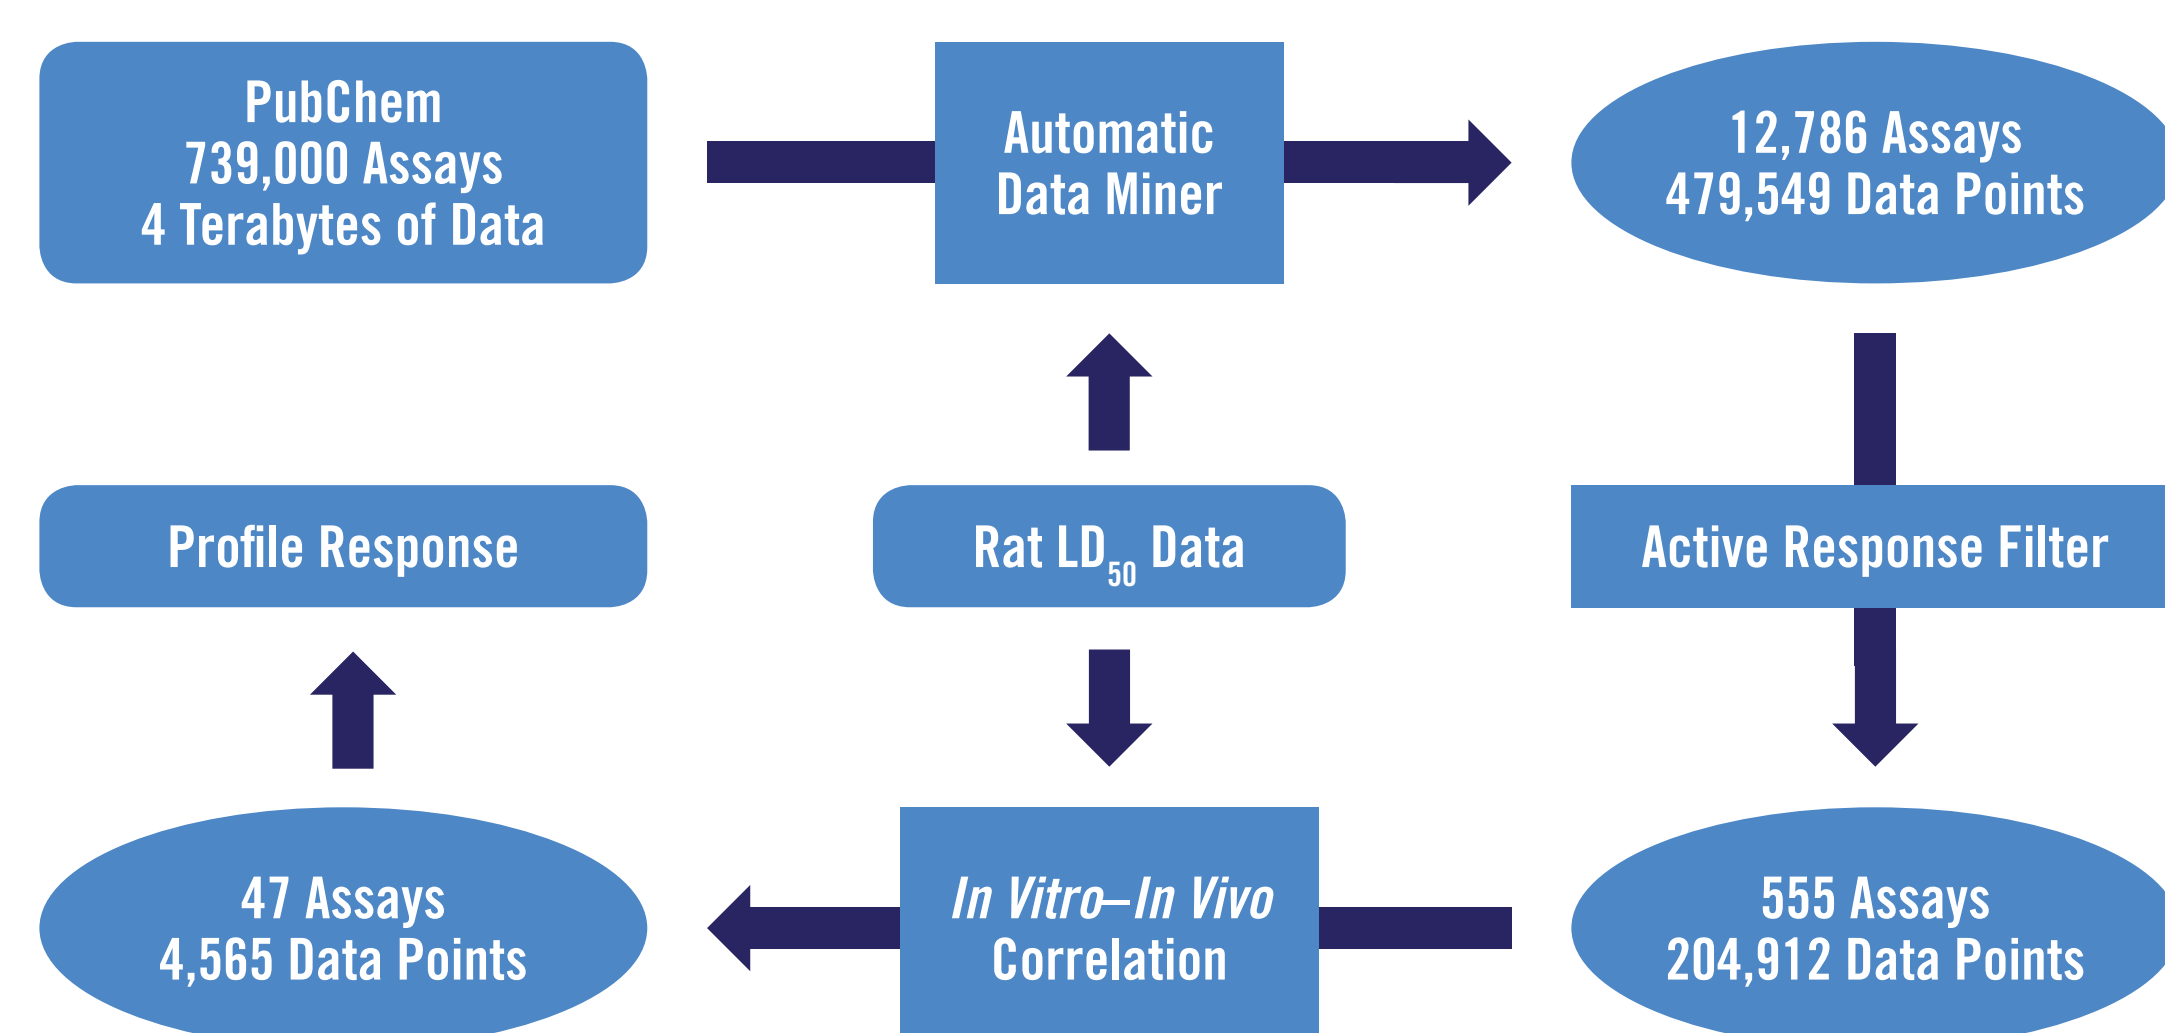 PubChem
739,000 Assays
4 Terabytes of Data
Automatic
Data Miner
12,786 Assays
479,549 Data Points
Profile Response
Rat LD50 Data
Active Response Filter
47 Assays
4,565 Data Points
In Vitro–In Vivo
Correlation
555 Assays
204,912 Data Points